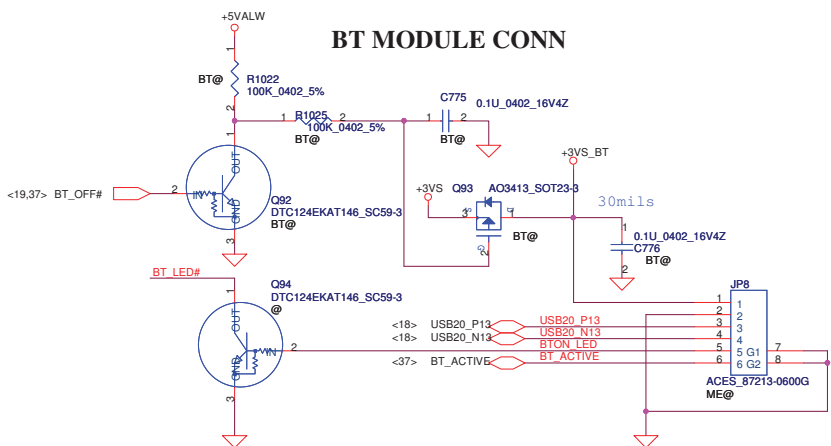 +5VALW
BT MODULE CONN
1
BT@
R1022
100K_0402_5%
2
1 R1025 2
100K_0402_5%
BT@
C775
0.1U_0402_16V4Z
1 2
BT@
1
OUT
<19,37> BT_OFF# 2 IN
GND
3
Q92
DTC124EKAT146_SC59-3
BT@
+3VS_BT
+3VS
Q93 AO3413_SOT23-3
3 S D 1
G
2
BT@
30mils
1
0.1U_0402_16V4Z
C776
BT@
2
BT_LED#
1
Q94
DTC124EKAT146_SC59-3
@
OUT
IN 2
GND
3
JP8
1 1
2 2
<18> USB20_P13 USB20_P13 3 3
<18> USB20_N13 USB20_N13 4 4
BTON_LED 5 5 G1 7
<37> BT_ACTIVE BT_ACTIVE 6 6 G2 8
ACES_87213-0600G
ME@